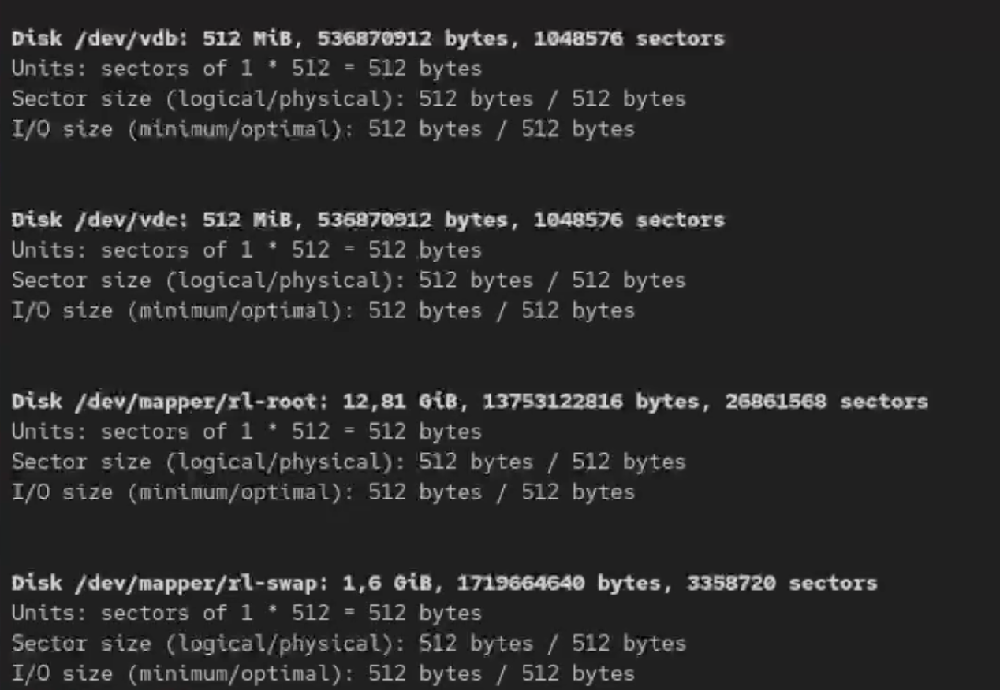 Disk /dev/vdb: 512 MiB, 536870912 bytes, 1048576 sectors
Units: sectors of 1 * 512 = 512 bytes
Sector size (logical/physical): 512 bytes / 512 bytes
I/O size (minimum/optimal): 512 bytes / 512 bytes
Disk /dev/vdc: 512 MiB, 536870912 bytes, 1048576 sectors
Units: sectors of 1 * 512 = 512 bytes
Sector size (logical/physical): 512 bytes / 512 bytes
I/O size (minimum/optimal): 512 bytes / 512 bytes
Disk /dev/mapper/rl-root: 12,81 GiB, 13753122816 bytes, 26861568 sectors
Units: sectors of 1 * 512 = 512 bytes
Sector size (logical/physical): 512 bytes / 512 bytes
I/O size (minimum/optimal): 512 bytes / 512 bytes
Disk /dev/mapper/rl-swap: 1,6 GiB, 1719664640 bytes, 3358720 sectors
Units: sectors of 1 * 512 = 512 bytes
Sector size (logical/physical): 512 bytes / 512 bytes
I/O size (minimum/optimal): 512 bytes / 512 bytes